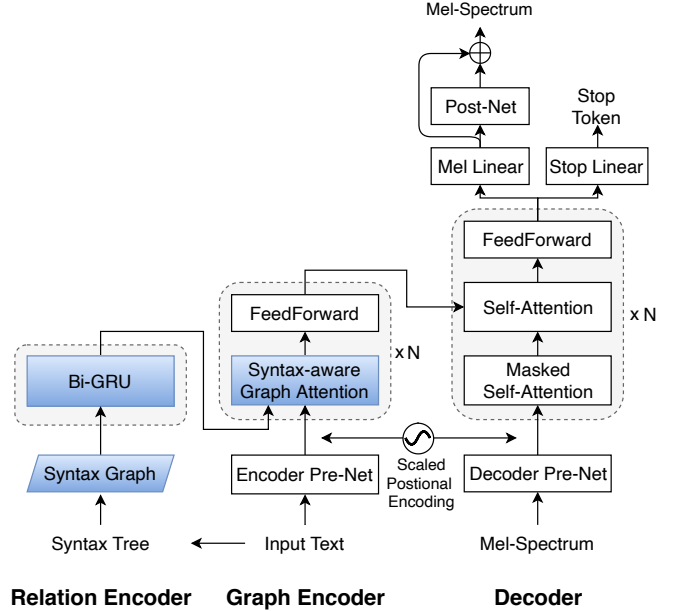 Mel-Spectrum
Post-Net
Stop
Token
Mel Linear
Stop Linear
FeedForward
Self-Attention
x N
Masked
Self-Attention
FeedForward
x N
Syntax-aware
Graph Attention
Bi-GRU
Syntax Graph
Encoder Pre-Net
Scaled
Postional
Encoding
Decoder Pre-Net
Syntax Tree
Input Text
Mel-Spectrum
Relation Encoder
Graph Encoder
Decoder